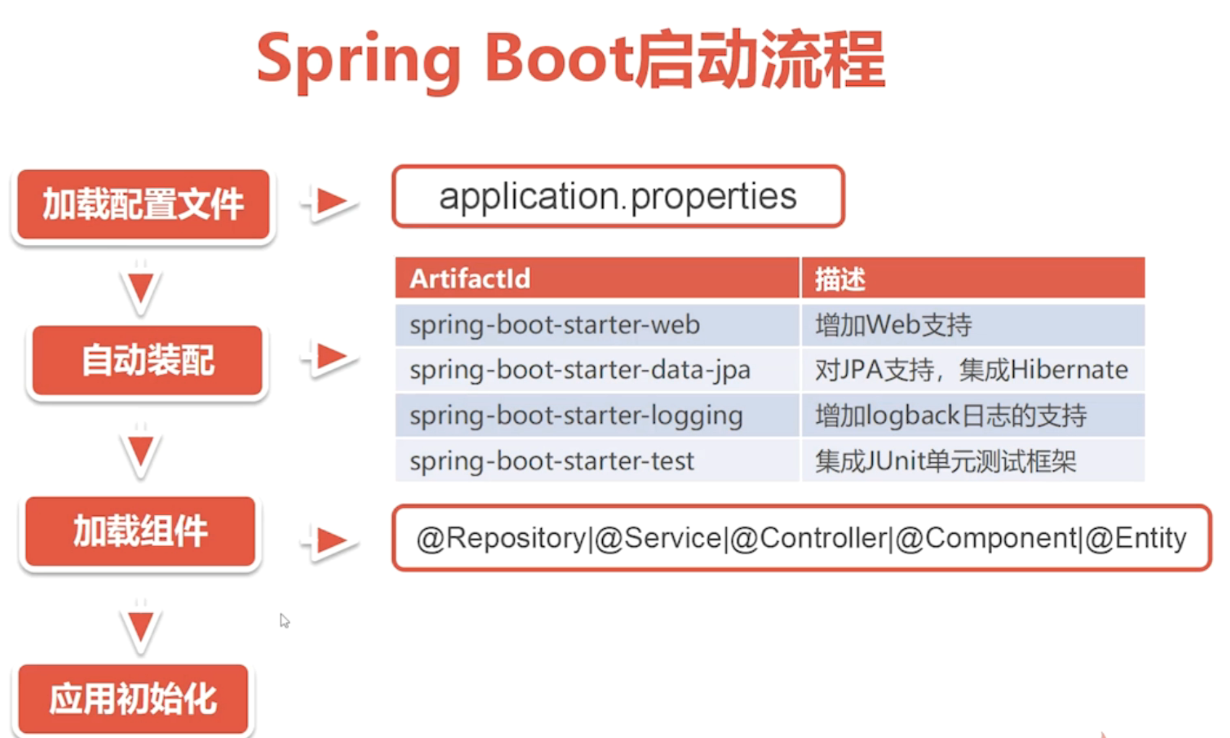 Spring Boot启动流程
加载配置文件
application.properties
自动装配
ArtifactId 描述
spring-boot-starter-web 增加Web支持
spring-boot-starter-data-jpa 对JPA支持，集成Hibernate
spring-boot-starter-logging 增加logback日志的支持
spring-boot-starter-test 集成JUnit单元测试框架
加载组件
@Repository|@Service|@Controller|@Component|@Entity
应用初始化